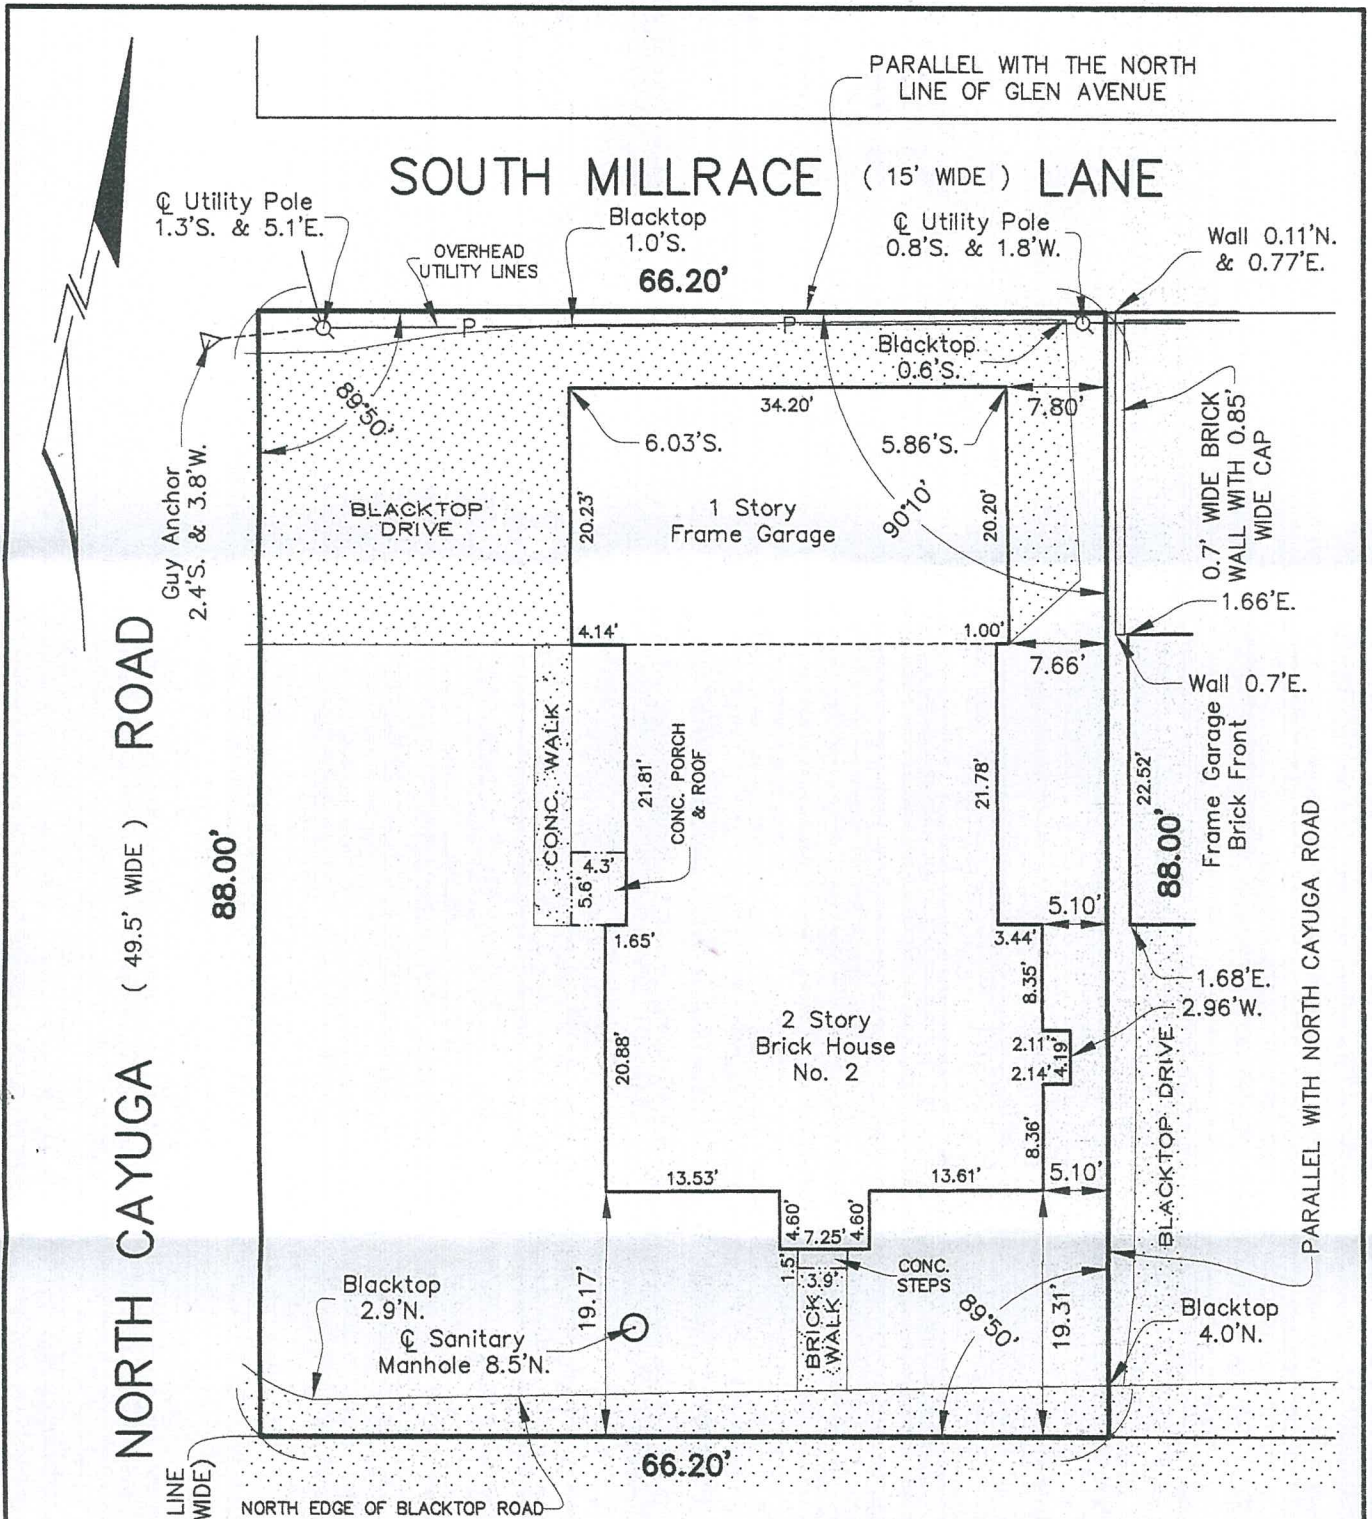 PARALLEL WITH THE NORTH
LINE OF GLEN AVENUE
SOUTH MILLRACE ( 15' WIDE ) LANE
℄ Utility Pole
1.3'S. & 5.1'E.
OVERHEAD
UTILITY LINES
Blacktop
1.0'S.
66.20'
℄ Utility Pole
0.8'S. & 1.8'W.
Wall 0.11'N.
& 0.77'E.
P
P
Blacktop
0.6'S.
89°50'
34.20'
7.80'
6.03'S.
5.86'S.
0.7 WIDE BRICK
WALL WITH 0.85'
WIDE CAP
Guy Anchor
2.4'S. & 3.8'W.
BLACKTOP
DRIVE
20.23'
1 Story
Frame Garage
90°10'
20.20'
1.66'E.
4.14'
1.00'
7.66'
Wall 0.7'E.
NORTH CAYUGA ( 49.5' WIDE ) ROAD
88.00'
CONC. WALK
21.81'
CONC. PORCH
& ROOF
21.78'
22.52'
88.00'
Frame Garage
Brick Front
4.3'
5.6'
1.65'
3.44'
5.10'
1.68'E.
2.96'W.
8.35'
2 Story
Brick House
No. 2
2.11'
4.19'
2.14'
20.88'
8.36'
BLACKTOP DRIVE
PARALLEL WITH NORTH CAYUGA ROAD
13.53'
13.61'
5.10'
4.60'
7.25'
4.60'
1.5'
3.9'
CONC.
STEPS
BRICK
WALK
19.17'
89°50'
19.31'
Blacktop
2.9'N.
℄ Sanitary
Manhole 8.5'N.
Blacktop
4.0'N.
66.20'
LINE
WIDE)
NORTH EDGE OF BLACKTOP ROAD